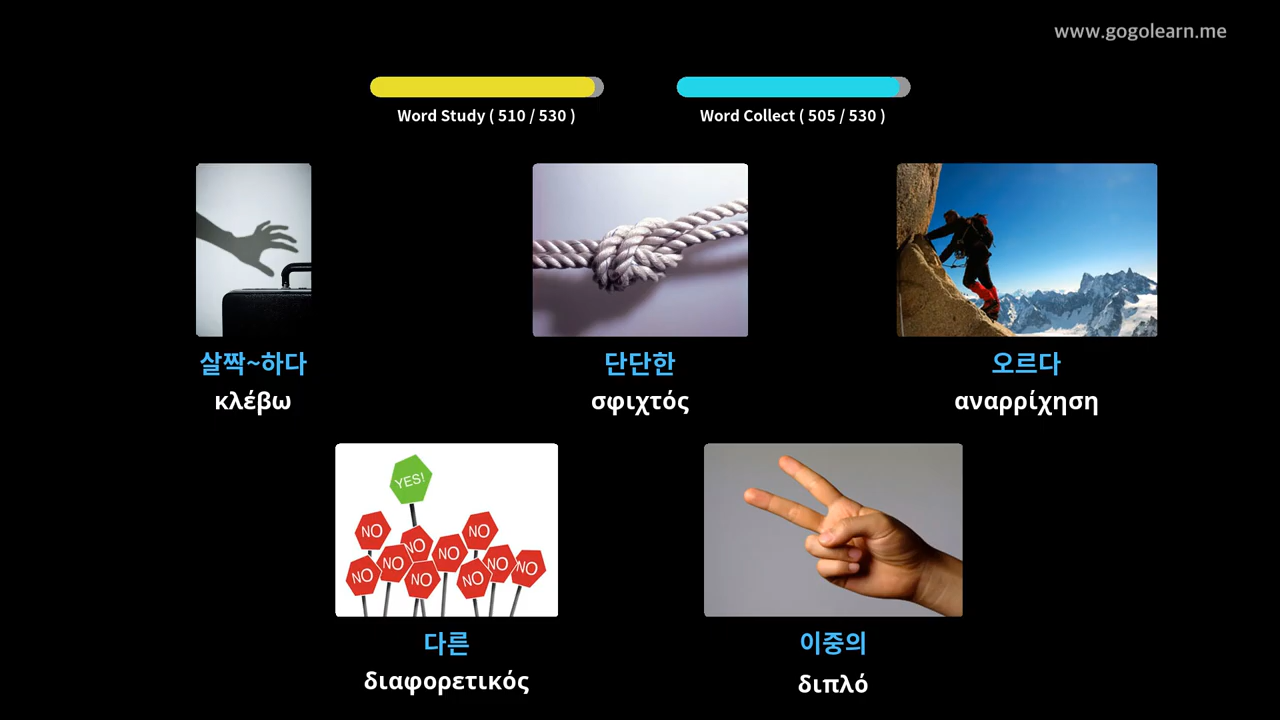 www.gogolearn.me
Word Study ( 510 / 530 )
Word Collect ( 505 / 530 )
살짝~하다
κλέβω
단단한
σφιχτός
오르다
αναρρίχηση
YES!
NO
NO
NO
NO
NO
NO
NO
NO
NO
NO
다른
διαφορετικός
이중의
διπλό